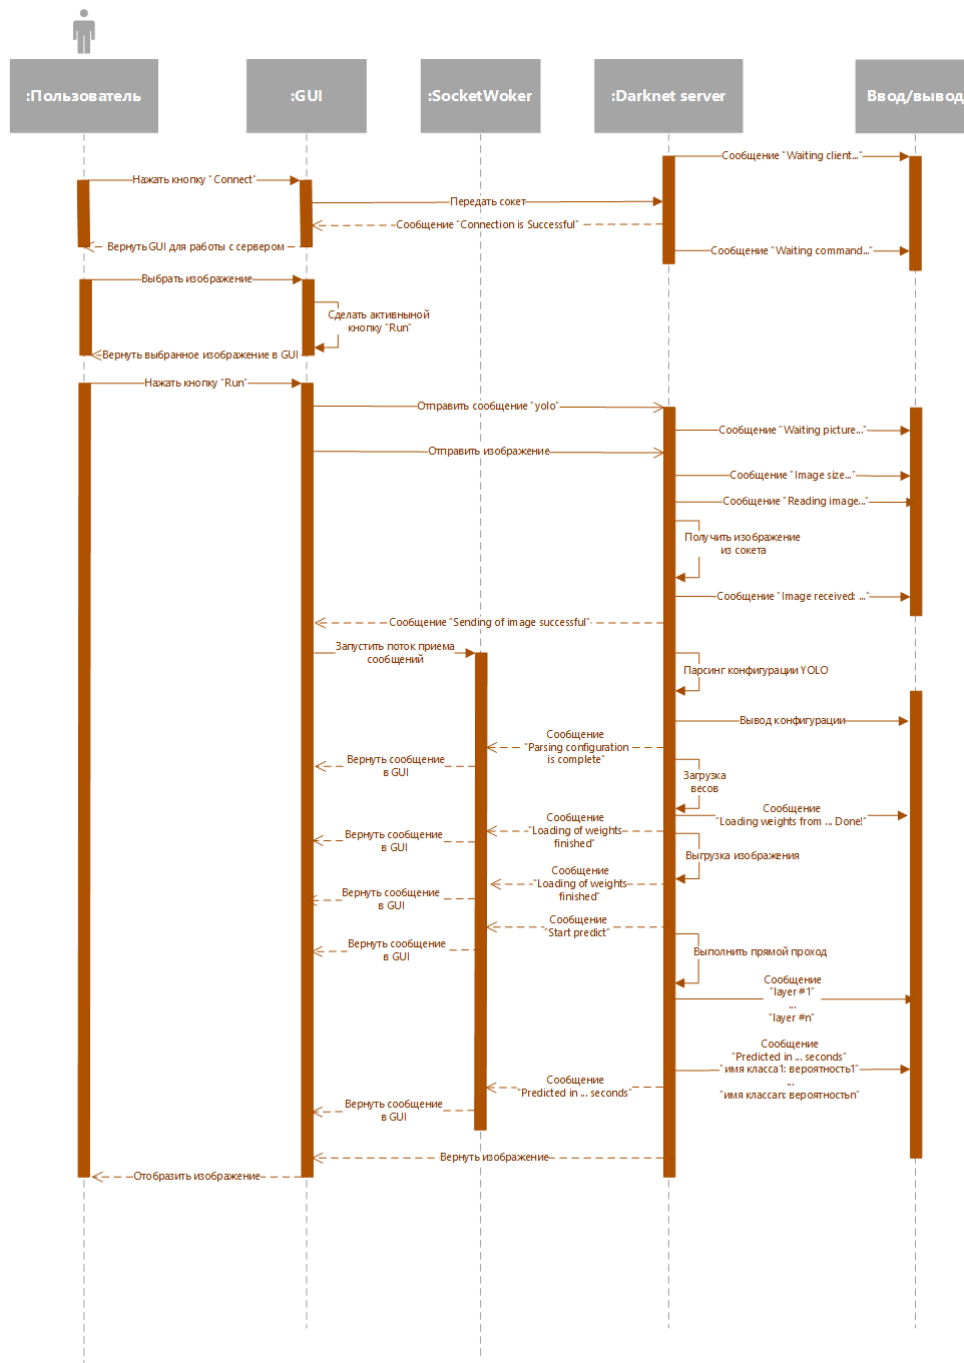 :Пользователь
:GUI
:SocketWoker
:Darknet server
Ввод/вывод
Сообщение "Waiting client..."
Нажать кнопку "Connect"
Передать сокет
Сообщение "Connection is Successful"
Вернуть GUI для работы с сервером
Сообщение "Waiting command..."
Выбрать изображение
Сделать активныной
кнопку "Run"
Вернуть выбранное изображение в GUI
Нажать кнопку "Run"
Отправить сообщение "yolo"
Сообщение "Waiting picture..."
Отправить изображение
Сообщение "Image size..."
Сообщение "Reading image..."
Получить изображение
из сокета
Сообщение "Image received: ..."
Сообщение "Sending of image successful"
Запустить поток приема
сообщений
Парсинг конфигурации YOLO
Вывод конфигурации
Сообщение
"Parsing configuration
is complete"
Вернуть сообщение
в GUI
Загрузка
весов
Сообщение
"Loading weights from ... Done!"
Сообщение
"Loading of weights
finished"
Вернуть сообщение
в GUI
Выгрузка изображения
Сообщение
"Loading of weights
finished"
Вернуть сообщение
в GUI
Сообщение
"Start predict"
Вернуть сообщение
в GUI
Выполнить прямой проход
Сообщение
"layer #1"
...
"layer #n"
Сообщение
"Predicted in ... seconds"
"имя класса1: вероятность1"
...
"имя классаn: вероятностьn"
Сообщение
"Predicted in ... seconds"
Вернуть сообщение
в GUI
Вернуть изображение
Отобразить изображение